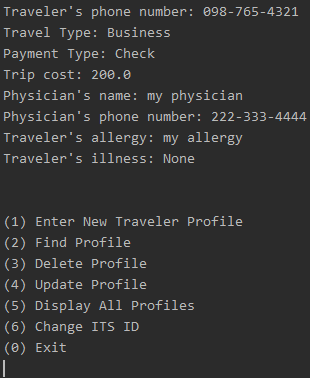 Traveler's phone number: 098-765-4321
Travel Type: Business
Payment Type: Check
Trip cost: 200.0
Physician's name: my physician
Physician's phone number: 222-333-4444
Traveler's allergy: my allergy
Traveler's illness: None
(1) Enter New Traveler Profile
(2) Find Profile
(3) Delete Profile
(4) Update Profile
(5) Display All Profiles
(6) Change ITS ID
(0) Exit